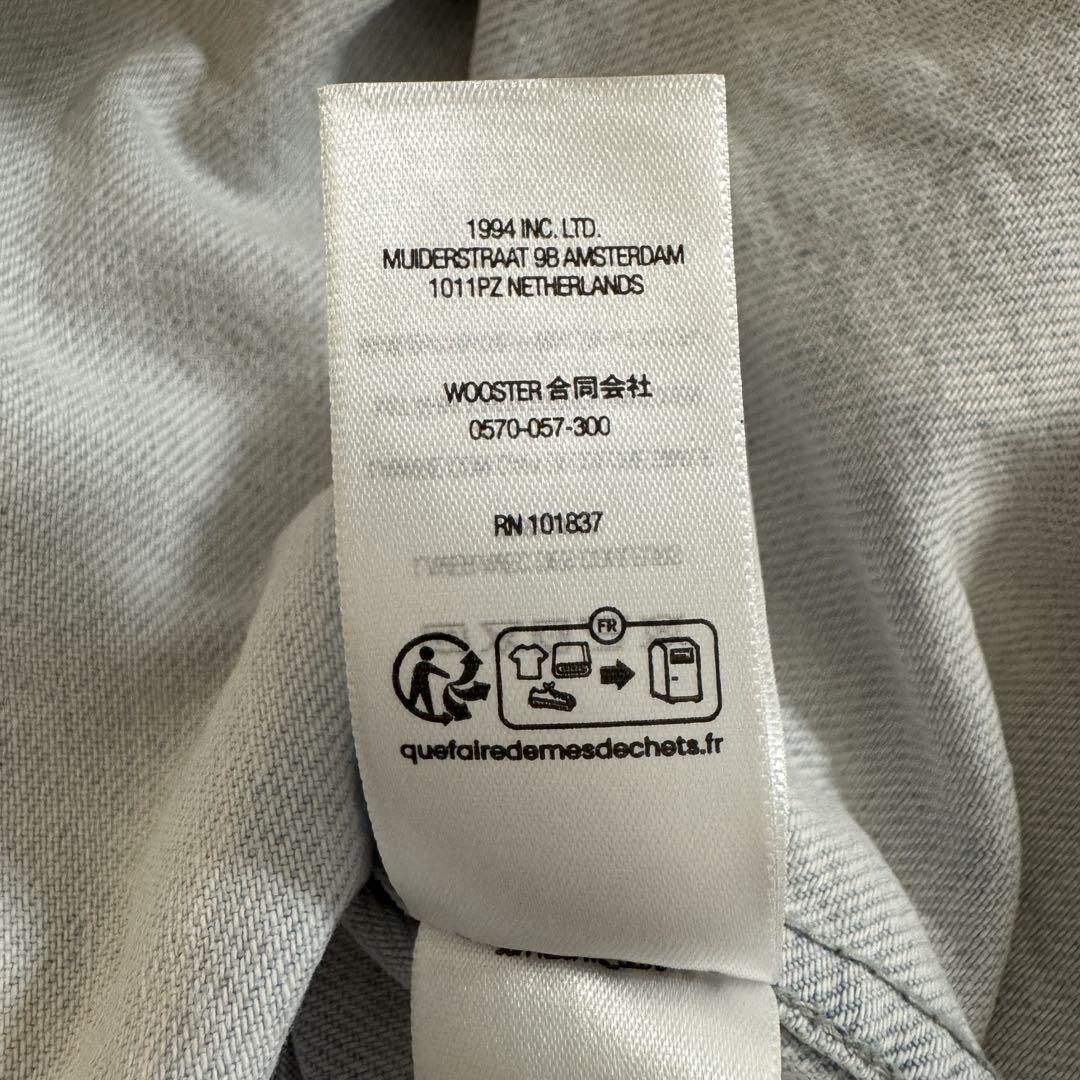 1994 INC. LTD.
MUIDERSTRAAT 9B AMSTERDAM
1011PZ NETHERLANDS
WOOSTER 合同会社
0570-057-300
RN 101837
FR
quefairedemesdechets.fr